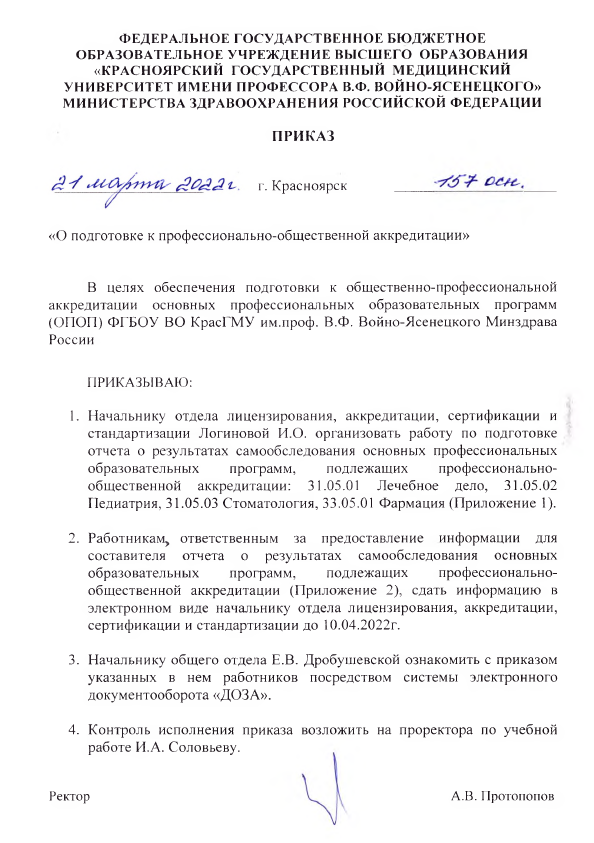 ФЕДЕРАЛЬНОЕ ГОСУДАРСТВЕННОЕ БЮДЖЕТНОЕ
ОБРАЗОВАТЕЛЬНОЕ УЧРЕЖДЕНИЕ ВЫСШЕГО ОБРАЗОВАНИЯ
«КРАСНОЯРСКИЙ ГОСУДАРСТВЕННЫЙ МЕДИЦИНСКИЙ
УНИВЕРСИТЕТ ИМЕНИ ПРОФЕССОРА В.Ф. ВОЙНО-ЯСЕНЕЦКОГО»
МИНИСТЕРСТВА ЗДРАВООХРАНЕНИЯ РОССИЙСКОЙ ФЕДЕРАЦИИ
ПРИКАЗ
21 марта 2022г. г. Красноярск 157 осн.
«О подготовке к профессионально-общественной аккредитации»
В целях обеспечения подготовки к общественно-профессиональной
аккредитации основных профессиональных образовательных программ
(ОПОП) ФГБОУ ВО КрасГМУ им.проф. В.Ф. Войно-Ясенецкого Минздрава
России
ПРИКАЗЫВАЮ:
1. Начальнику отдела лицензирования, аккредитации, сертификации и
стандартизации Логиновой И.О. организовать работу по подготовке
отчета о результатах самообследования основных профессиональных
образовательных программ, подлежащих профессионально-
общественной аккредитации: 31.05.01 Лечебное дело, 31.05.02
Педиатрия, 31.05.03 Стоматология, 33.05.01 Фармация (Приложение 1).
2. Работникам, ответственным за предоставление информации для
составителя отчета о результатах самообследования основных
образовательных программ, подлежащих профессионально-
общественной аккредитации (Приложение 2), сдать информацию в
электронном виде начальнику отдела лицензирования, аккредитации,
сертификации и стандартизации до 10.04.2022г.
3. Начальнику общего отдела Е.В. Дробушевской ознакомить с приказом
указанных в нем работников посредством системы электронного
документооборота «ДОЗА».
4. Контроль исполнения приказа возложить на проректора по учебной
работе И.А. Соловьеву.
Ректор А.В. Протопопов